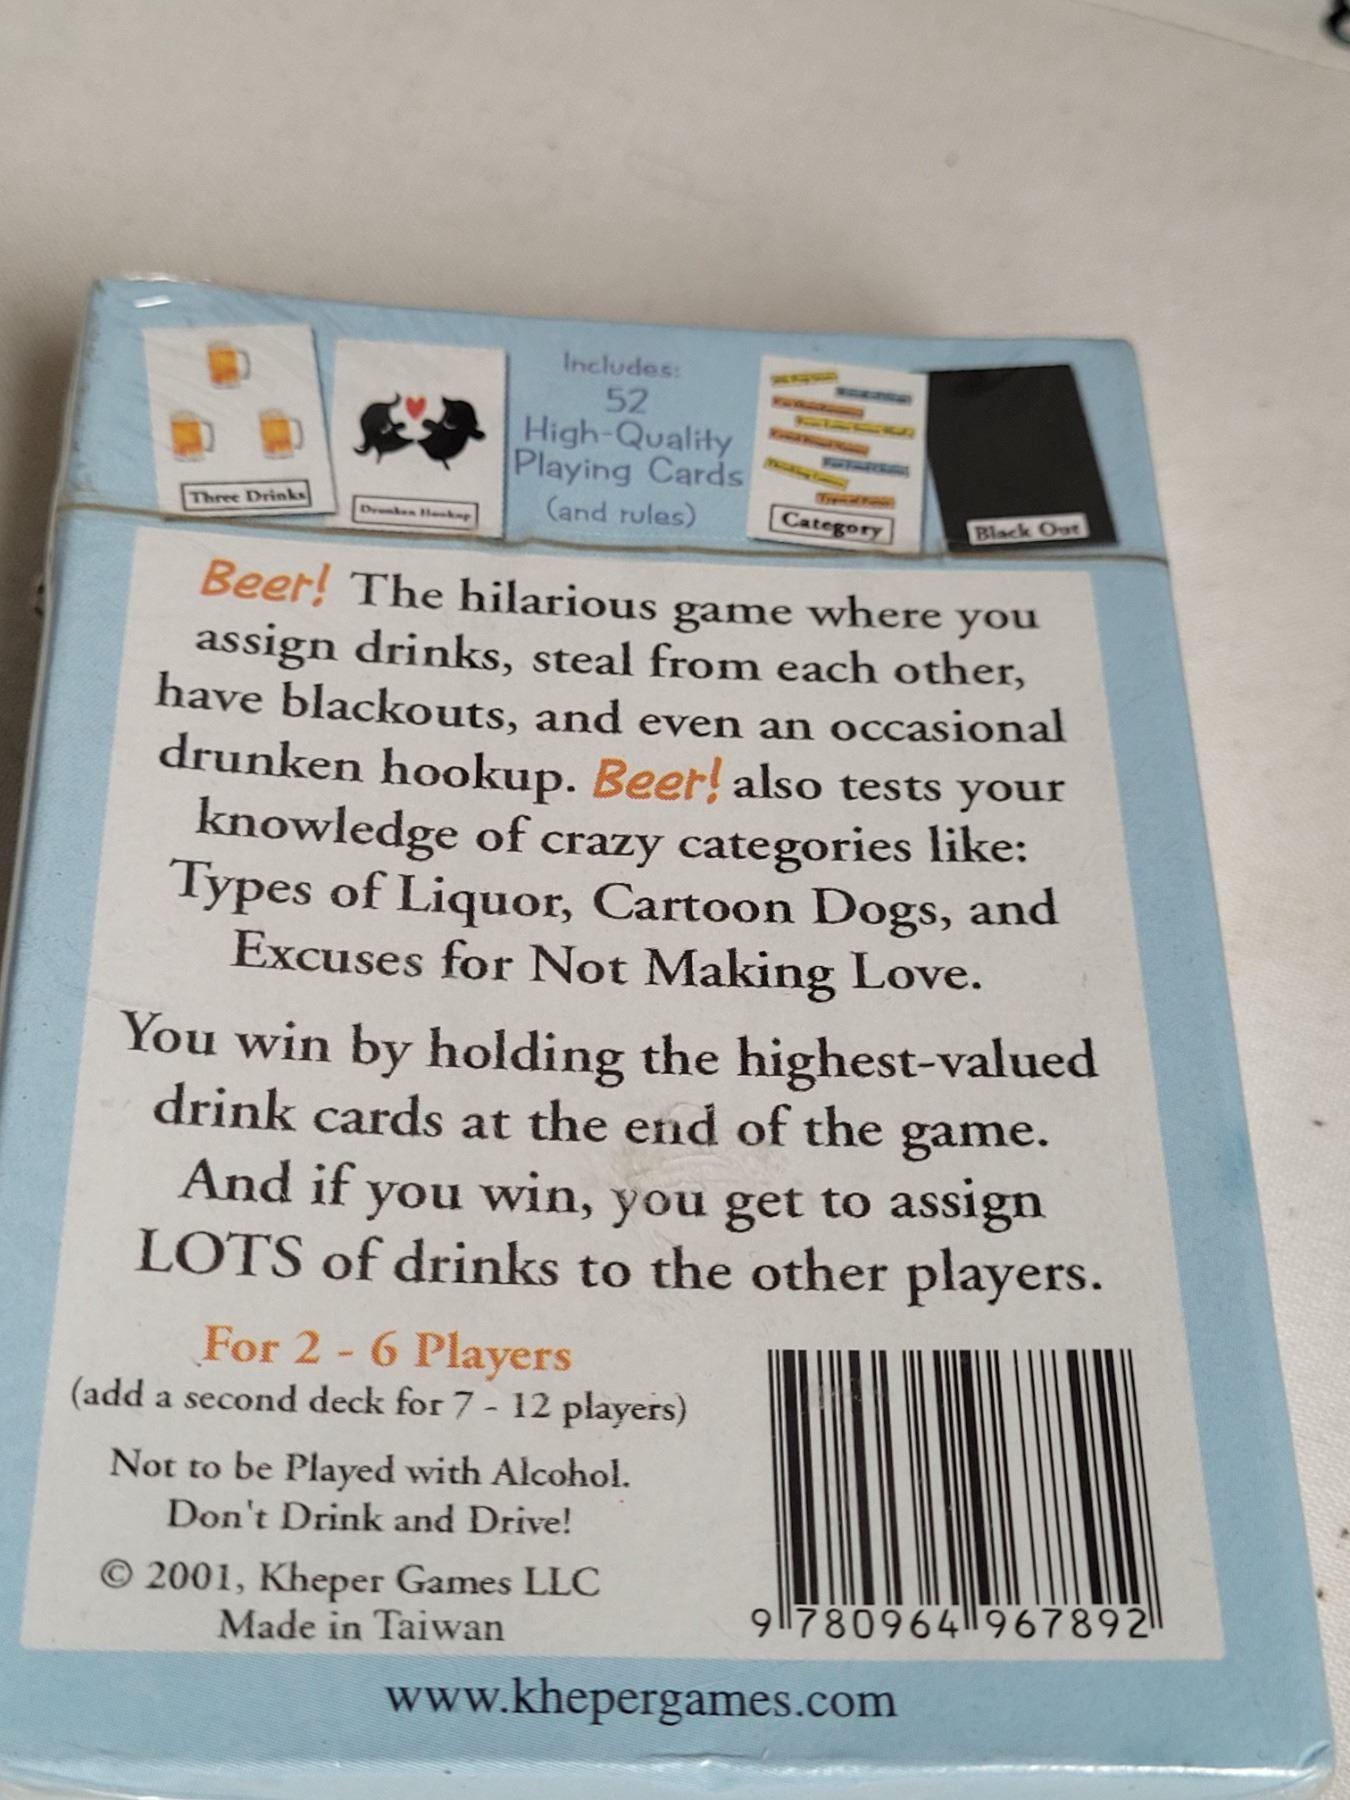 Three Drinks
Drunken Hookup
Includes:
52
High-Quality
Playing Cards
(and rules)
Category
Black Out
Beer! The hilarious game where you
assign drinks, steal from each other,
have blackouts, and even an occasional
drunken hookup. Beer! also tests your
knowledge of crazy categories like:
Types of Liquor, Cartoon Dogs, and
Excuses for Not Making Love.
You win by holding the highest-valued
drink cards at the end of the game.
And if you win, you get to assign
LOTS of drinks to the other players.
For 2 - 6 Players
(add a second deck for 7 - 12 players)
Not to be Played with Alcohol.
Don't Drink and Drive!
© 2001, Kheper Games LLC
Made in Taiwan
9 780964 967892
www.khepergames.com